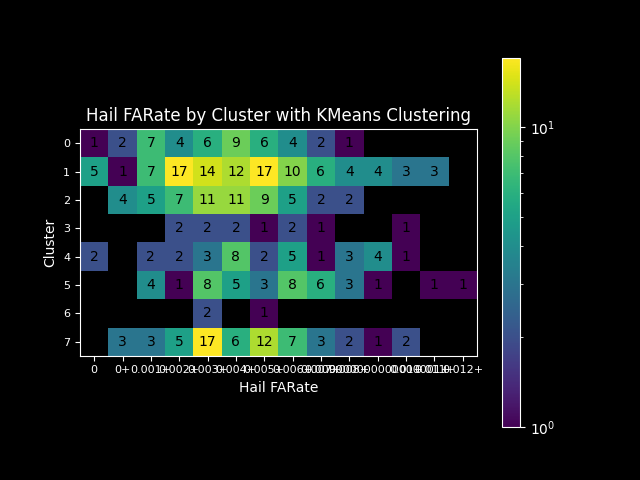 Hail FARate by Cluster with KMeans Clustering
0 1 2 7 4 6 9 6 4 2 1
1 5 1 7 17 14 12 17 10 6 4 4 3 3
2 4 5 7 11 11 9 5 2 2
3 2 2 2 1 2 1 1
4 2 2 2 3 8 2 5 1 3 4 1
5 4 1 8 5 3 8 6 3 1 1 1
6 2 1
7 3 3 5 17 6 12 7 3 2 1 2
0 0+
Hail FARate
Cluster
10¹
10⁰